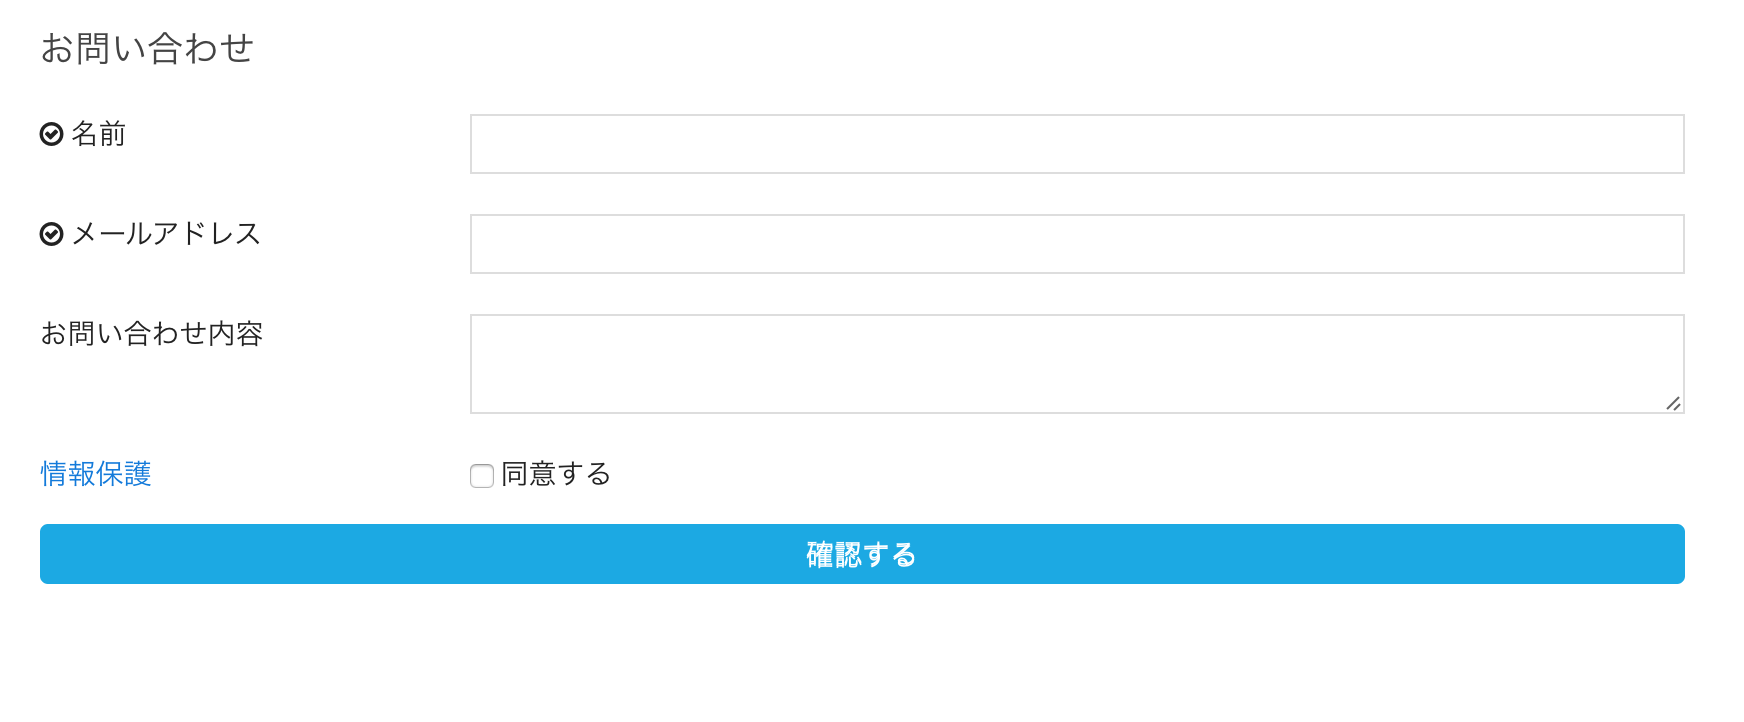 お問い合わせ
名前
メールアドレス
お問い合わせ内容
情報保護 同意する
確認する